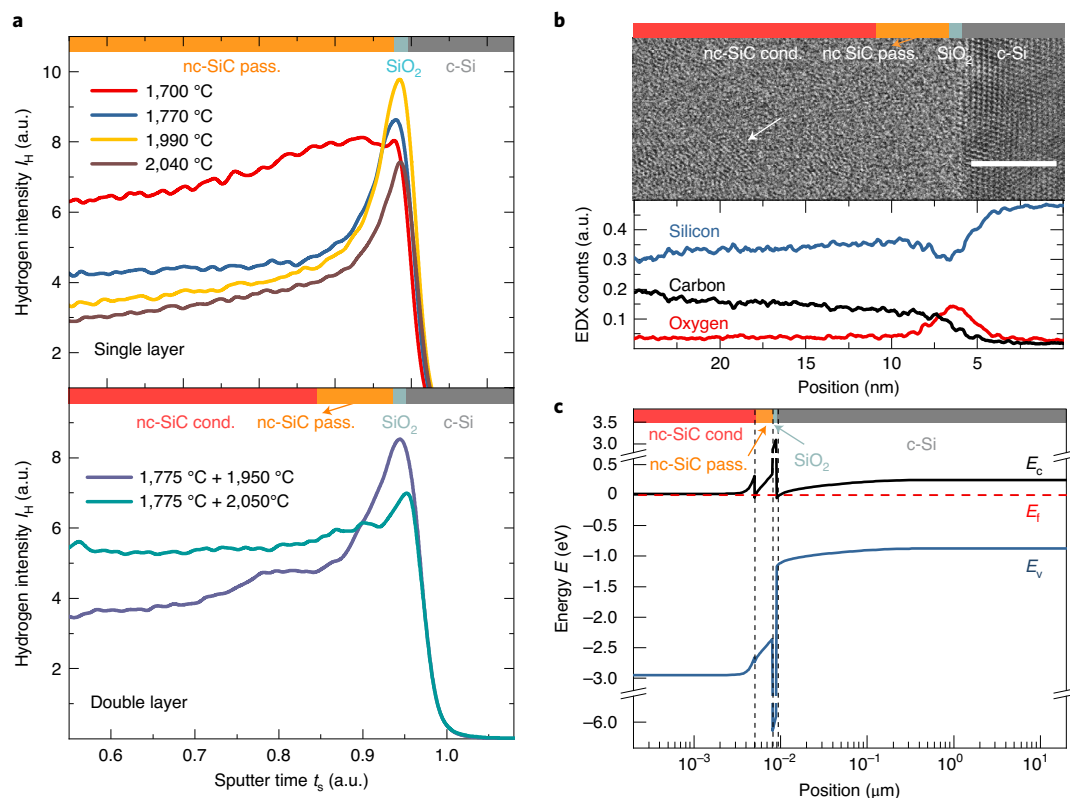 a
nc-SiC pass.
SiO2
c-Si
1,700 °C
1,770 °C
1,990 °C
2,040 °C
Single layer
Hydrogen intensity IH (a.u.)
10
8
6
4
2
nc-SiC cond.
nc-SiC pass.
SiO2
c-Si
1,775 °C + 1,950 °C
1,775 °C + 2,050°C
Double layer
Hydrogen intensity IH (a.u.)
8
6
4
2
0.6 0.7 0.8 0.9 1.0
Sputter time ts (a.u.)
b
nc-SiC cond.
nc SiC pass.
SiO2
c-Si
Silicon
Carbon
Oxygen
EDX counts (a.u.)
0.4
0.3
0.2
0.1
20 15 10 5
Position (nm)
c
nc-SiC cond
nc-SiC pass.
SiO2
c-Si
Ec
Ef
Ev
Energy E (eV)
3.5
3.0
0.5
0
−0.5
−1.0
−2.5
−3.0
−6.0
10−3 10−2 10−1 100 101
Position (μm)